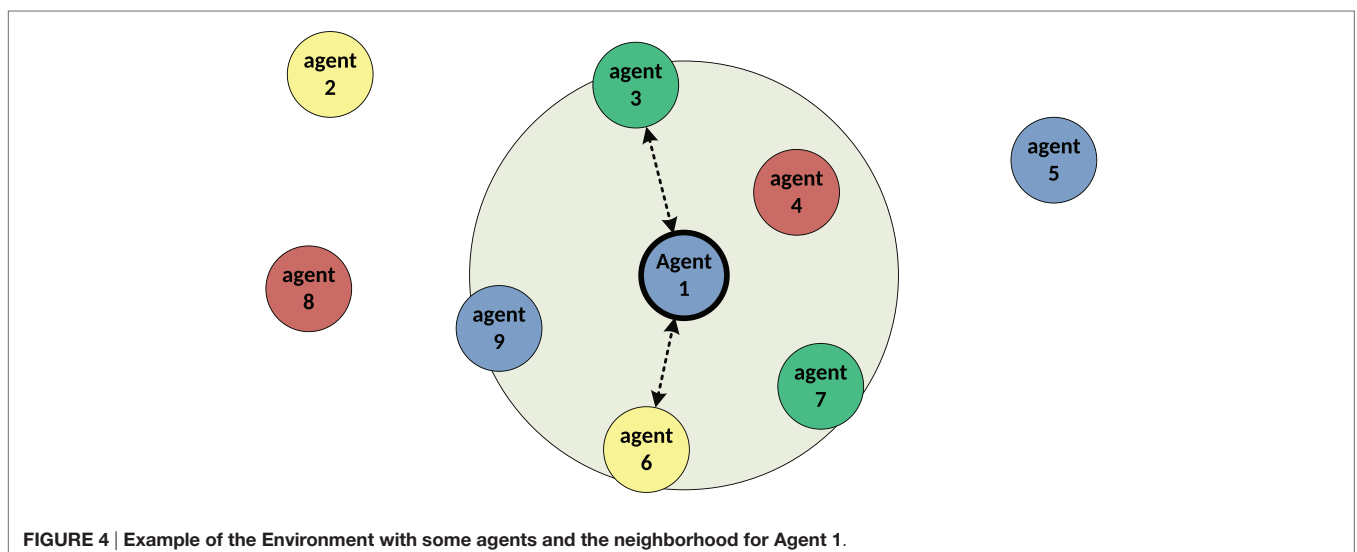 agent
2
agent
3
agent
4
agent
5
Agent
1
agent
8
agent
9
agent
7
agent
6
FIGURE 4 | Example of the Environment with some agents and the neighborhood for Agent 1.